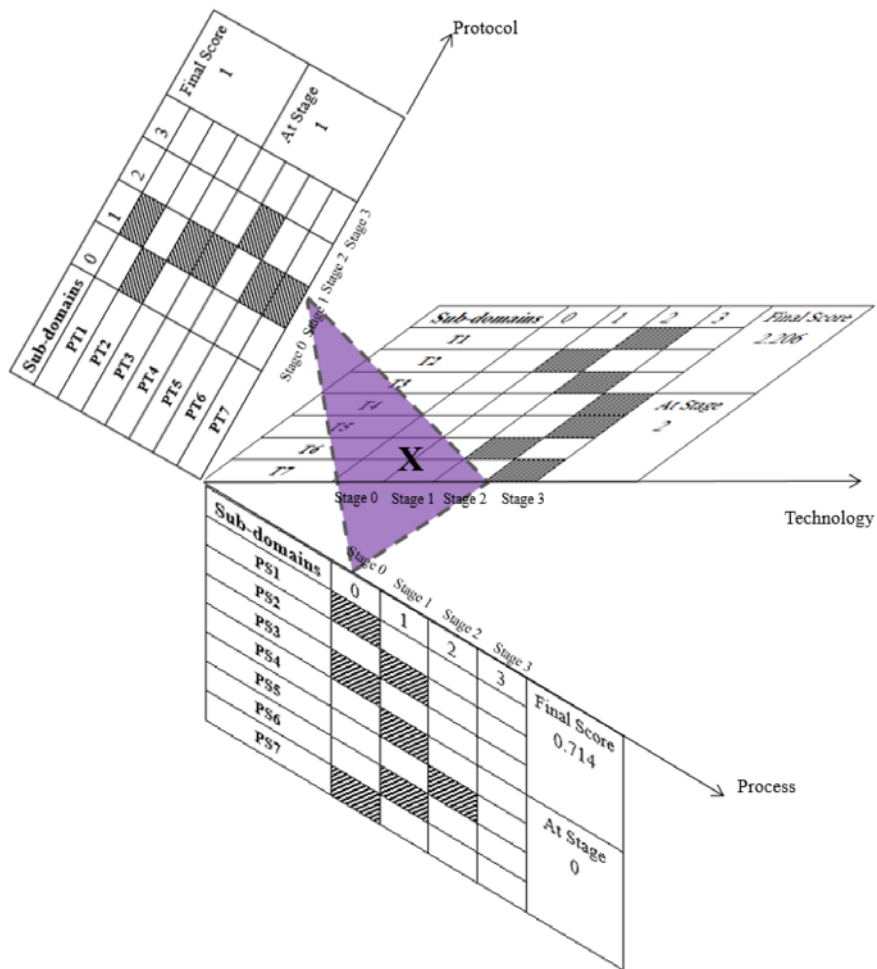 Protocol
Final Score
1
At Stage
1
3
2
1
0
Sub-domains
PT1
PT2
PT3
PT4
PT5
PT6
PT7
Stage 0 Stage 1 Stage 2 Stage 3
Sub-domains 0 1 2 3 Final Score
2.206
T1
T2
T3
T4
T5
T6
T7
At Stage
2
X
Stage 0 Stage 1 Stage 2 Stage 3
Technology
Stage 0 Stage 1 Stage 2 Stage 3
Sub-domains 0 1 2 3
PS1
PS2
PS3
PS4
PS5
PS6
PS7
Final Score
0.714
At Stage
0
Process